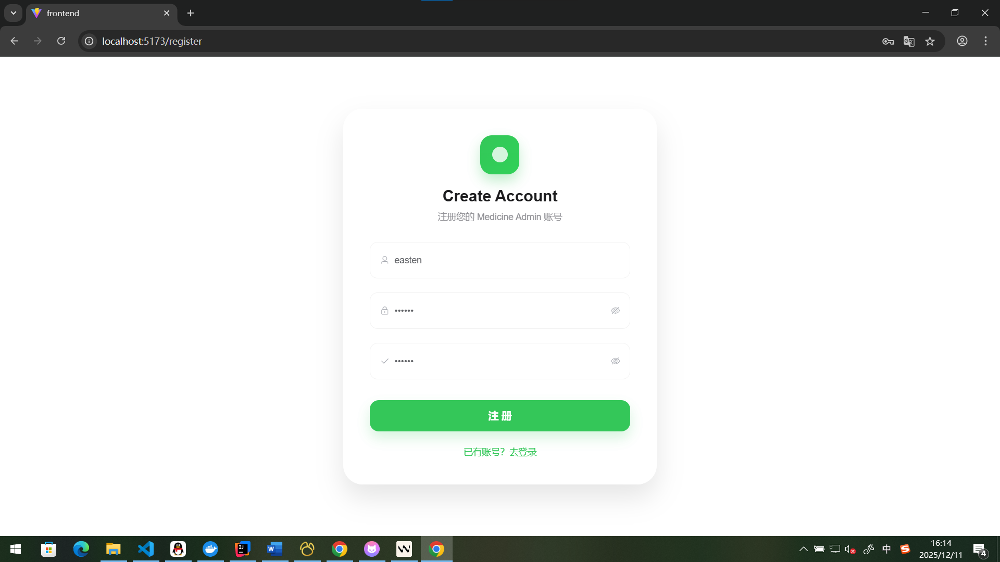 frontend
localhost:5173/register
Create Account
注册您的 Medicine Admin 账号
easten
••••••
••••••
注 册
已有账号？去登录
中
16:14
2025/12/11
4